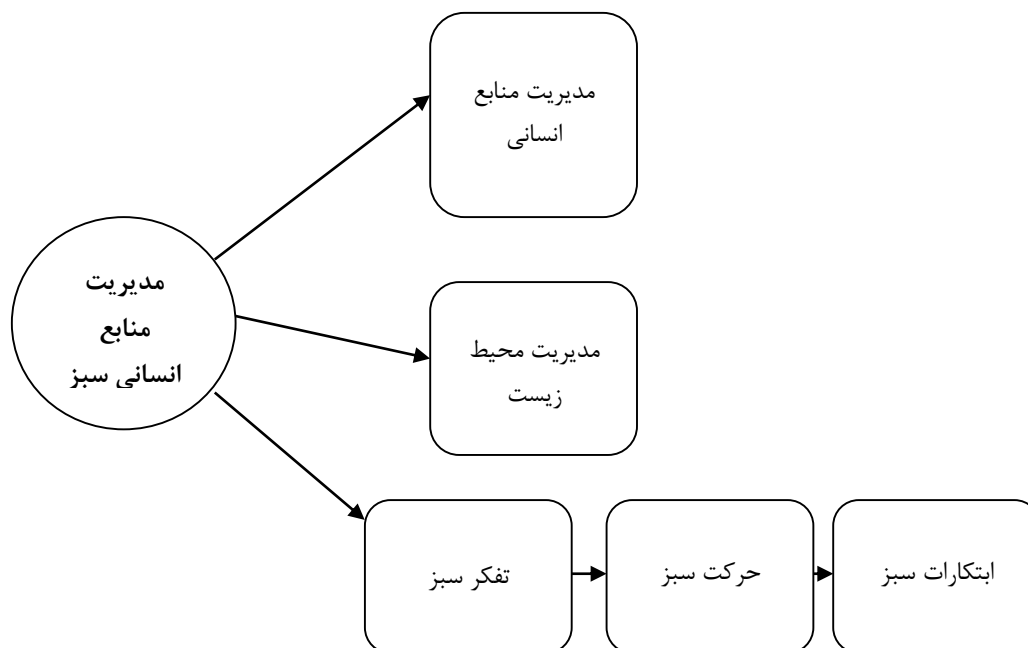 مدیریت منابع
انسانی
مدیریت
منابع
انسانی سبز
مدیریت محیط
زیست
تفکر سبز
حرکت سبز
ابتکارات سبز